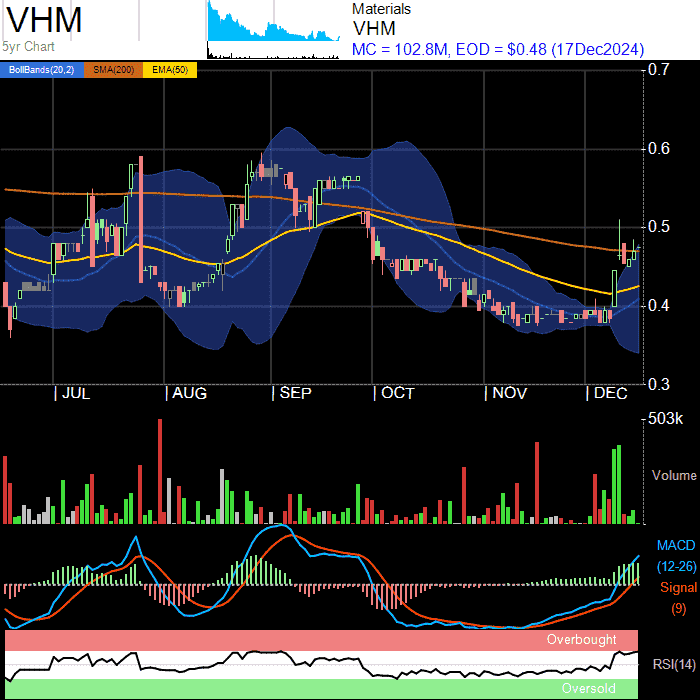 VHM
5yr Chart
Materials
VHM
MC = 102.8M, EOD = $0.48 (17Dec2024)
BollBands(20,2) SMA(200) EMA(50)
0.7
0.6
0.5
0.4
0.3
JUL AUG SEP OCT NOV DEC
503k
Volume
MACD
(12-26)
Signal
(9)
Overbought
RSI(14)
Oversold